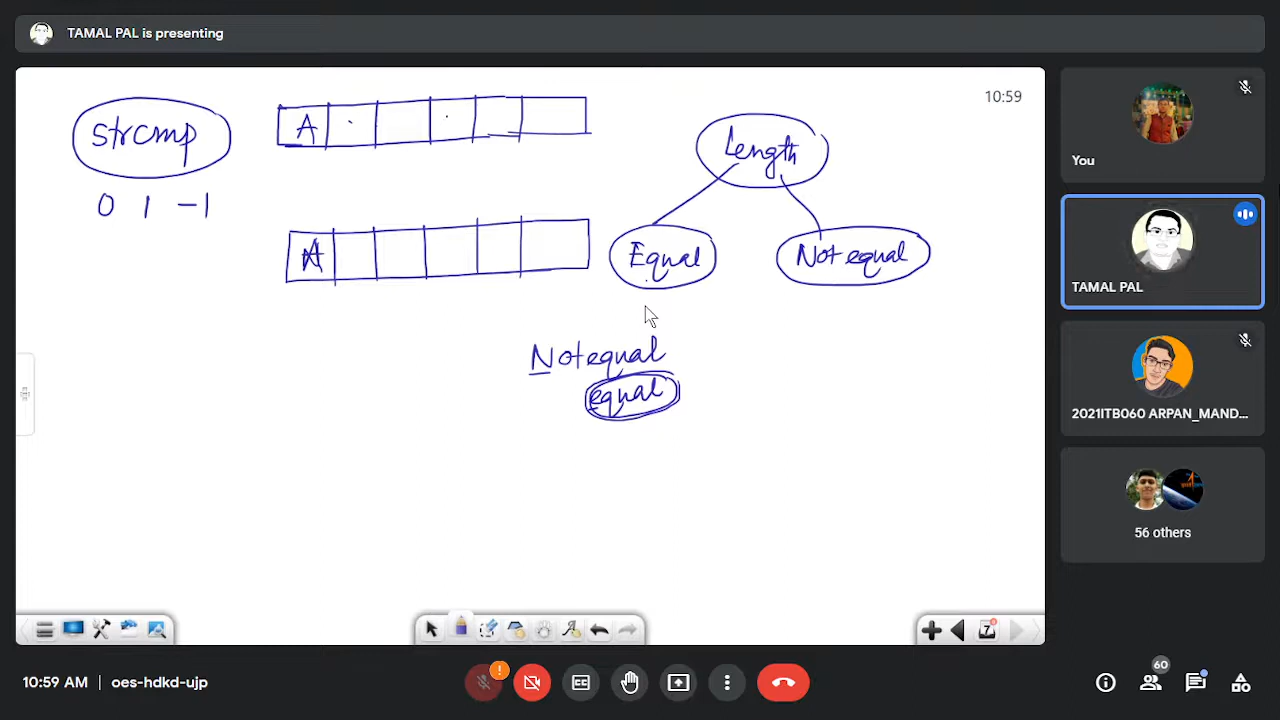 TAMAL PAL is presenting
10:59
strcmp
0 1 -1
A
A
Length
Equal
Not equal
Not equal
equal
You
TAMAL PAL
2021ITB060 ARPAN_MAND...
56 others
7
10:59 AM | oes-hdkd-ujp
60